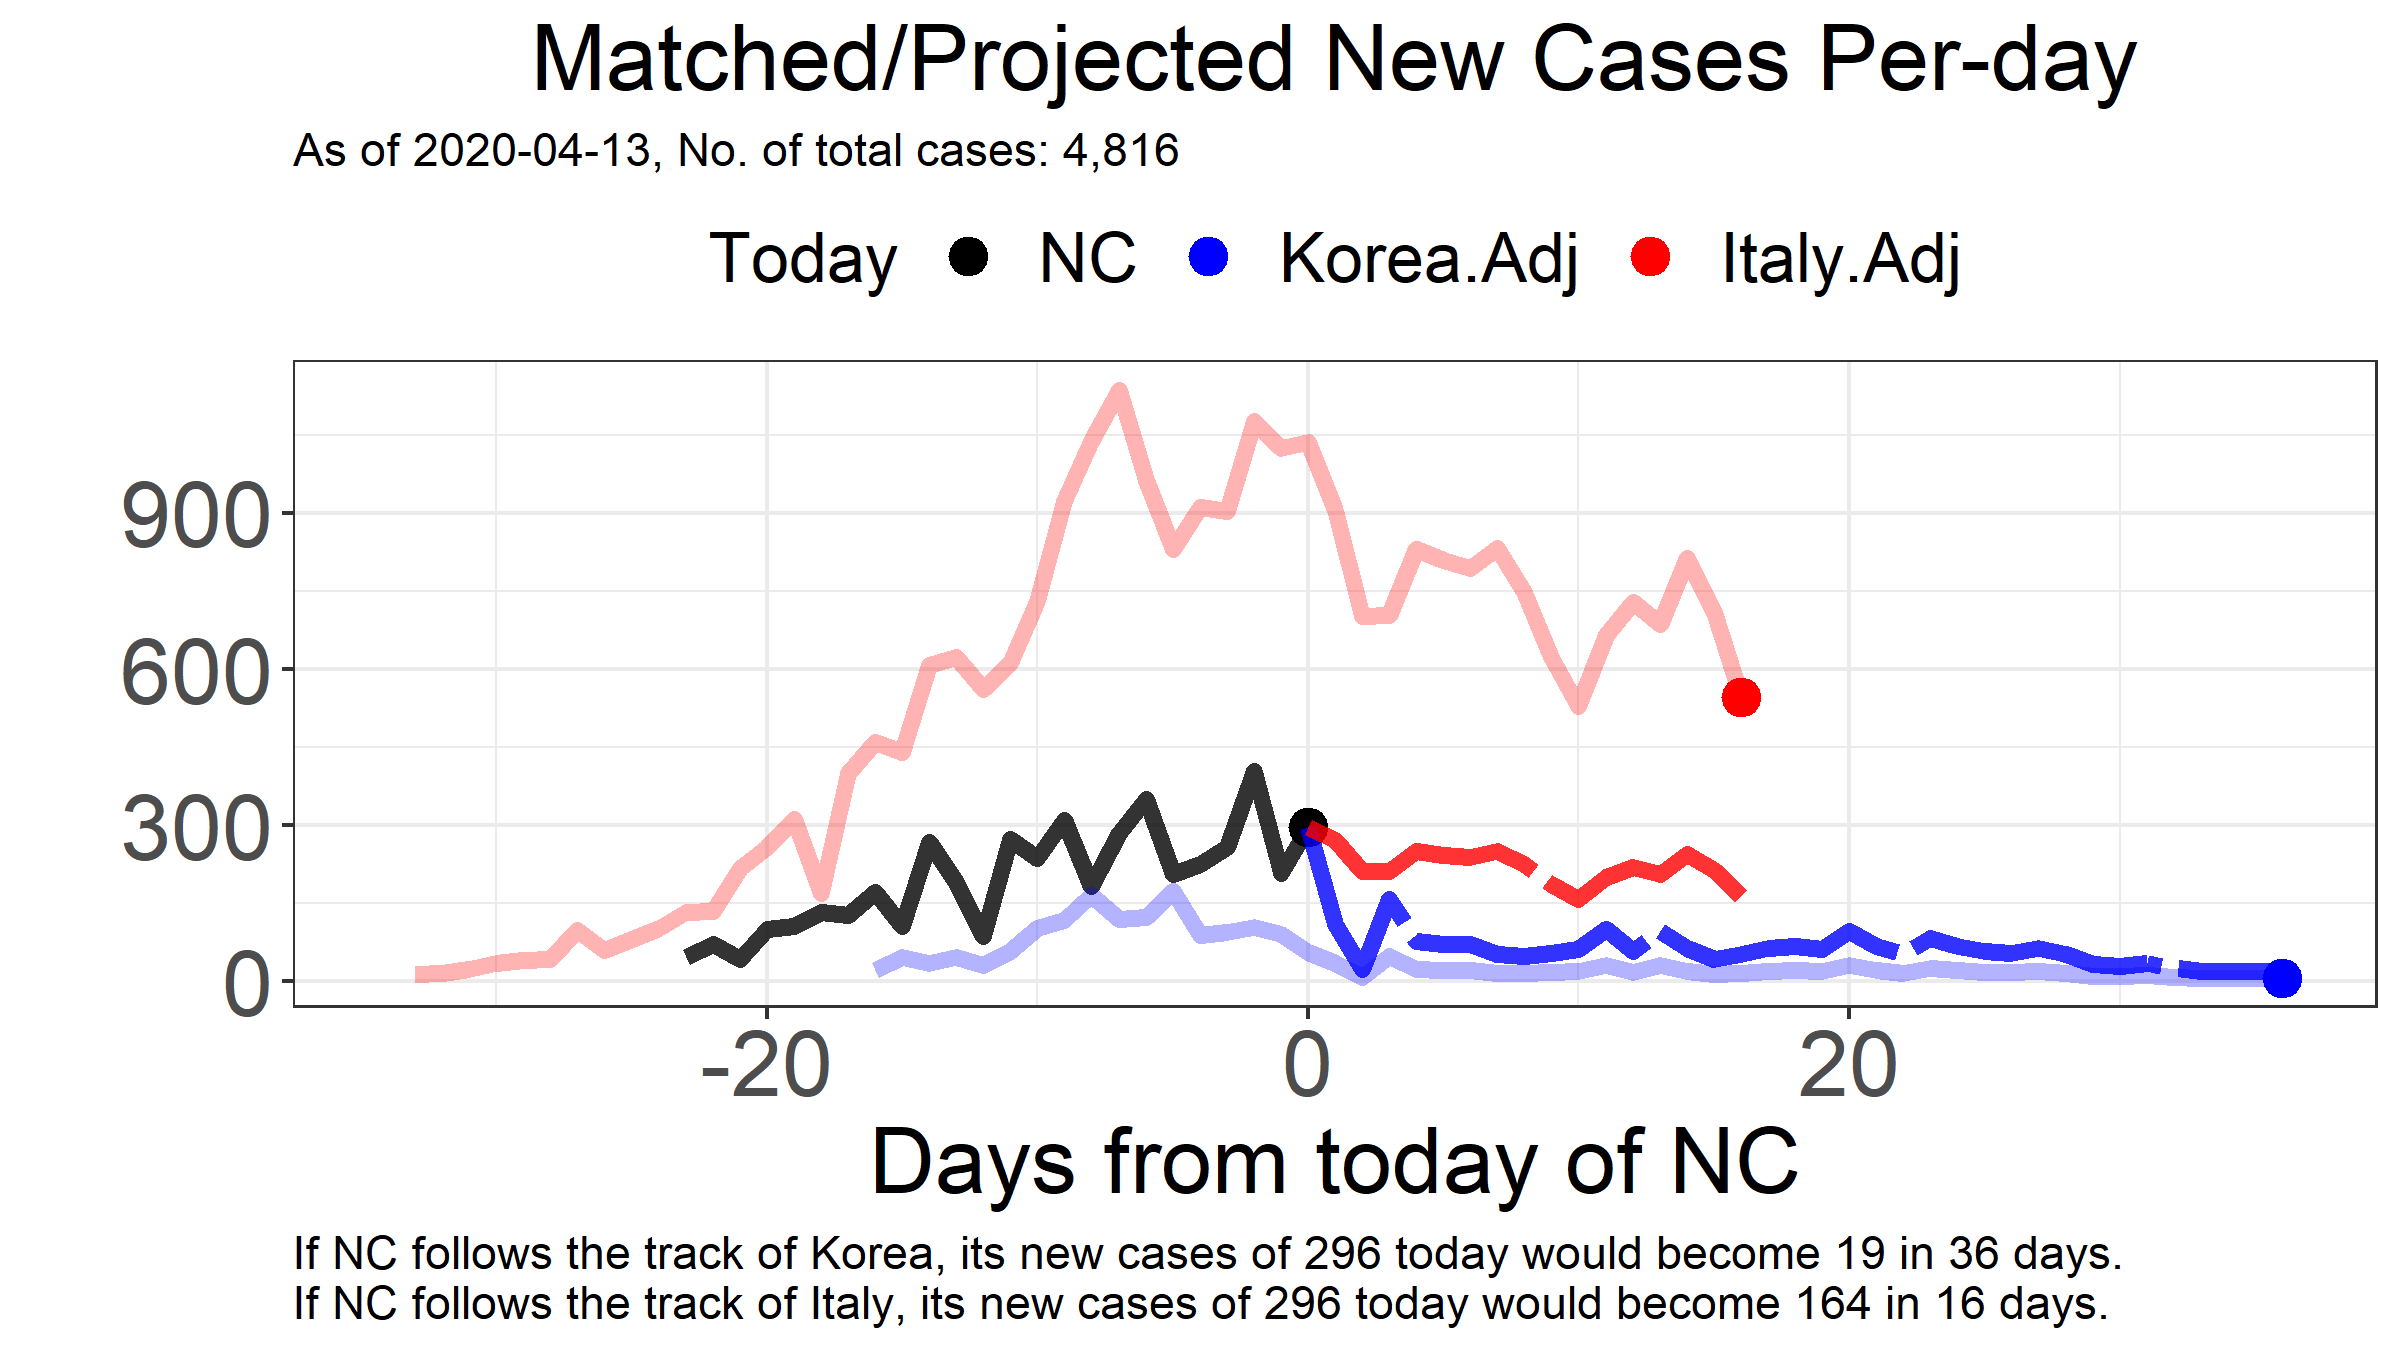 Matched/Projected New Cases Per-day
As of 2020-04-13, No. of total cases: 4,816
Today NC Korea.Adj Italy.Adj
900
600
300
0
-20 0 20
Days from today of NC
If NC follows the track of Korea, its new cases of 296 today would become 19 in 36 days.
If NC follows the track of Italy, its new cases of 296 today would become 164 in 16 days.